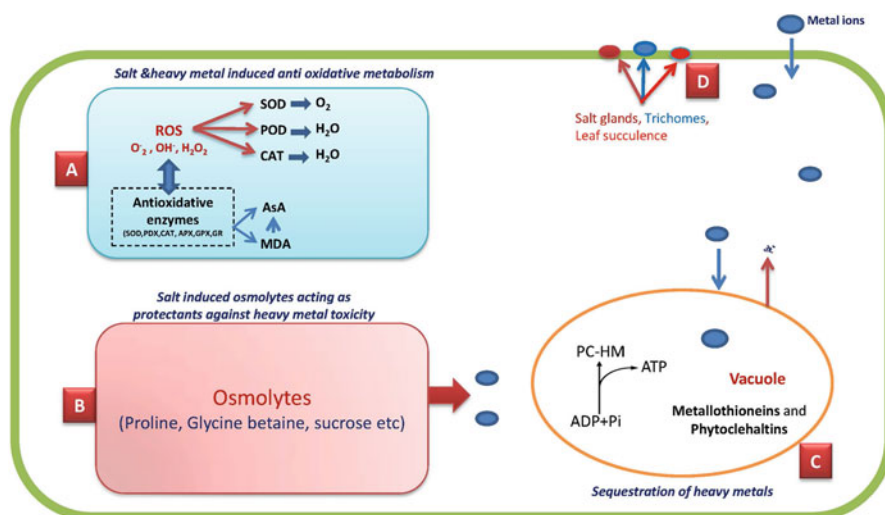 Metal ions
Salt &heavy metal induced anti oxidative metabolism
A
ROS
O⁻₂ , OH⁻, H₂O₂
SOD O₂
POD H₂O
CAT H₂O
Antioxidative
enzymes
(SOD,PDX,CAT, APX,GPX,GR
AsA
MDA
D
Salt glands, Trichomes,
Leaf succulence
Salt induced osmolytes acting as
protectants against heavy metal toxicity
B
Osmolytes
(Proline, Glycine betaine, sucrose etc)
PC-HM
ATP
ADP+Pi
Vacuole
Metallothioneins and
Phytoclehaltins
C
Sequestration of heavy metals